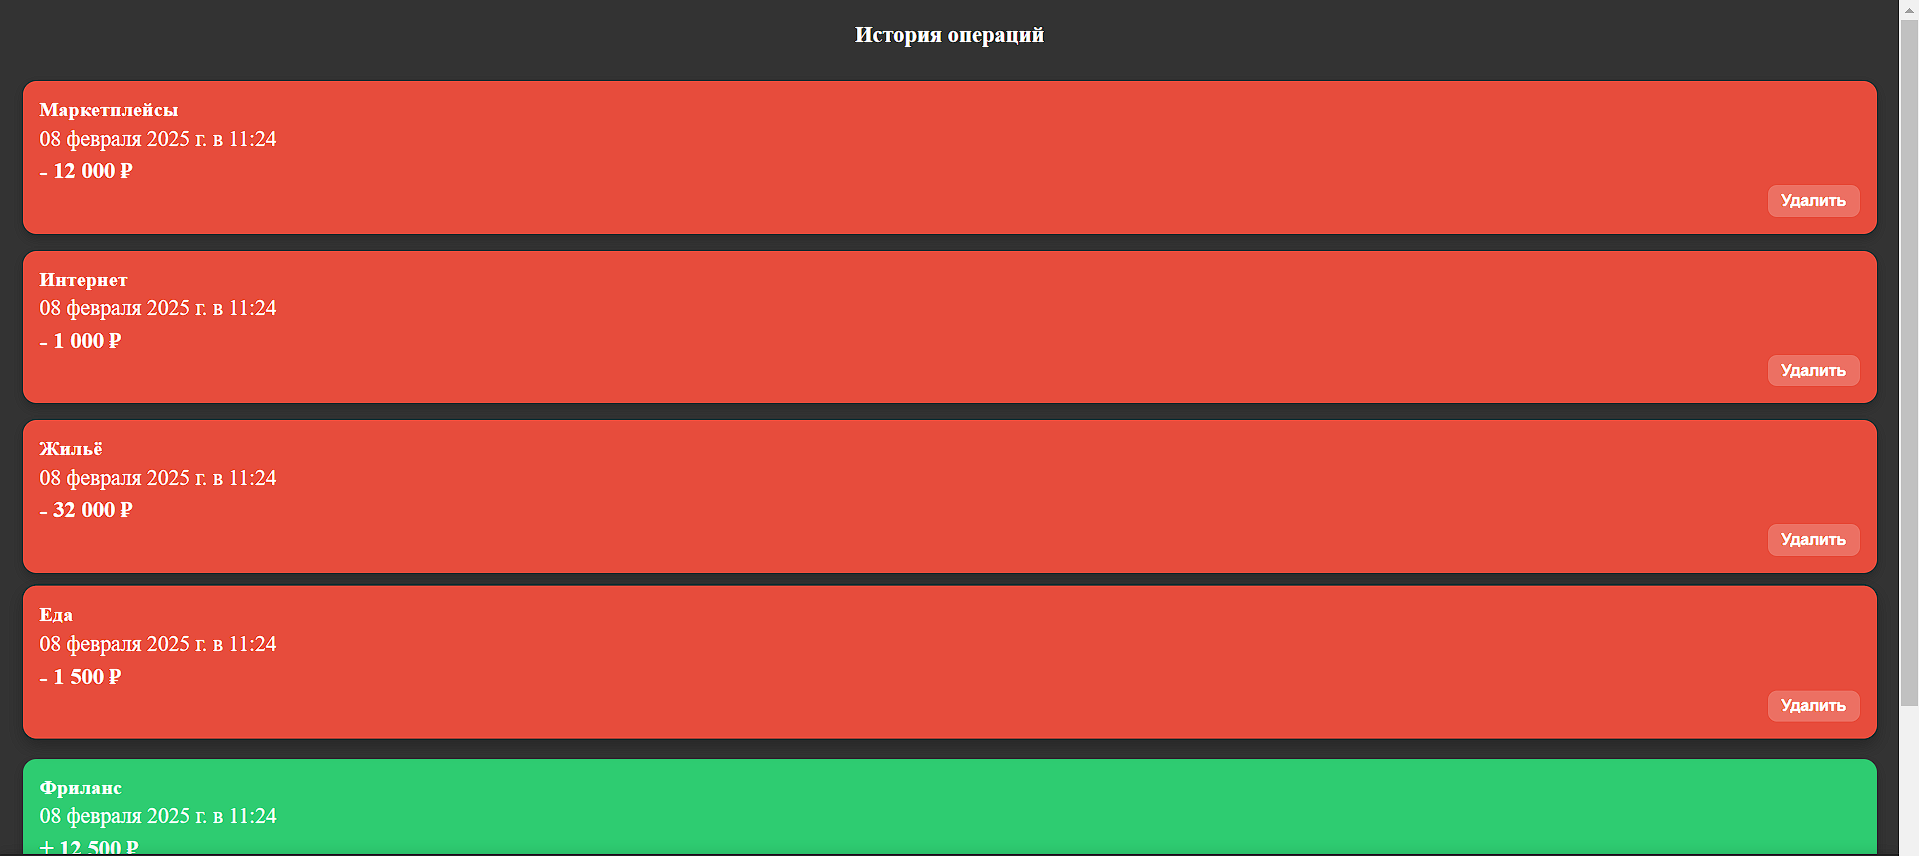 История операций
Маркетплейсы
08 февраля 2025 г. в 11:24
- 12 000 ₽
Удалить
Интернет
08 февраля 2025 г. в 11:24
- 1 000 ₽
Удалить
Жильё
08 февраля 2025 г. в 11:24
- 32 000 ₽
Удалить
Еда
08 февраля 2025 г. в 11:24
- 1 500 ₽
Удалить
Фриланс
08 февраля 2025 г. в 11:24
+ 12 500 ₽